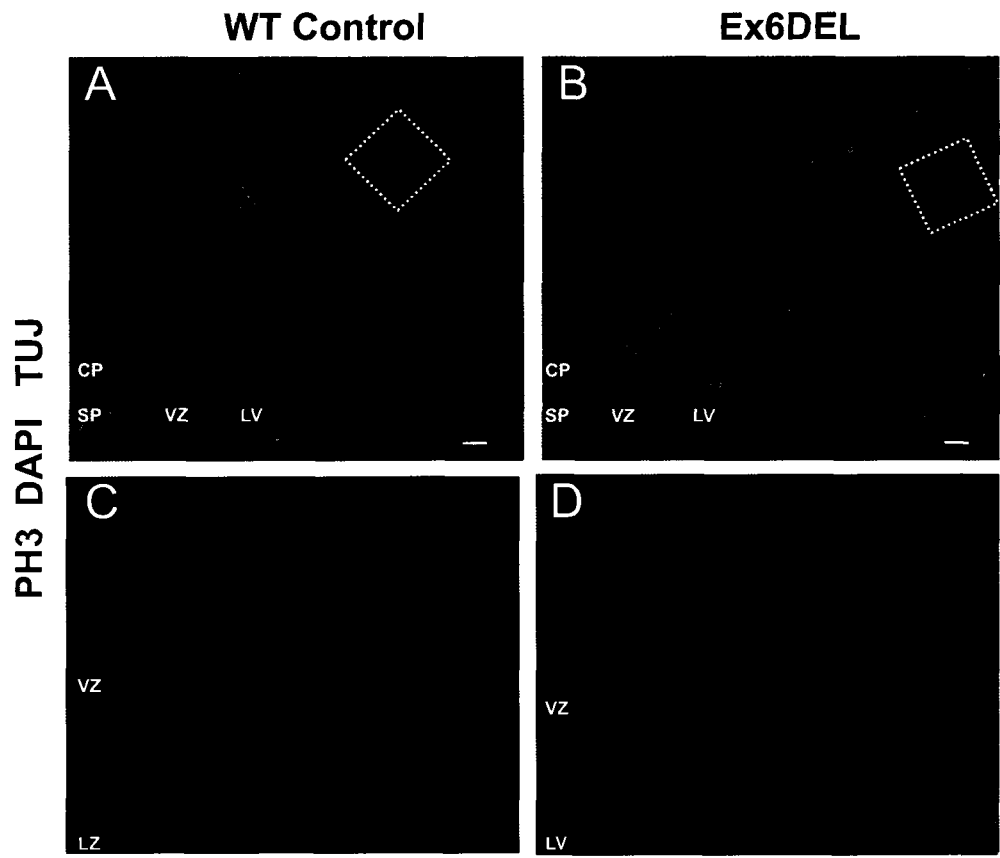 WT Control
Ex6DEL
PH3 DAPI TUJ
A
B
CP
SP VZ LV
CP
SP VZ LV
C
D
VZ
LZ
VZ
LV